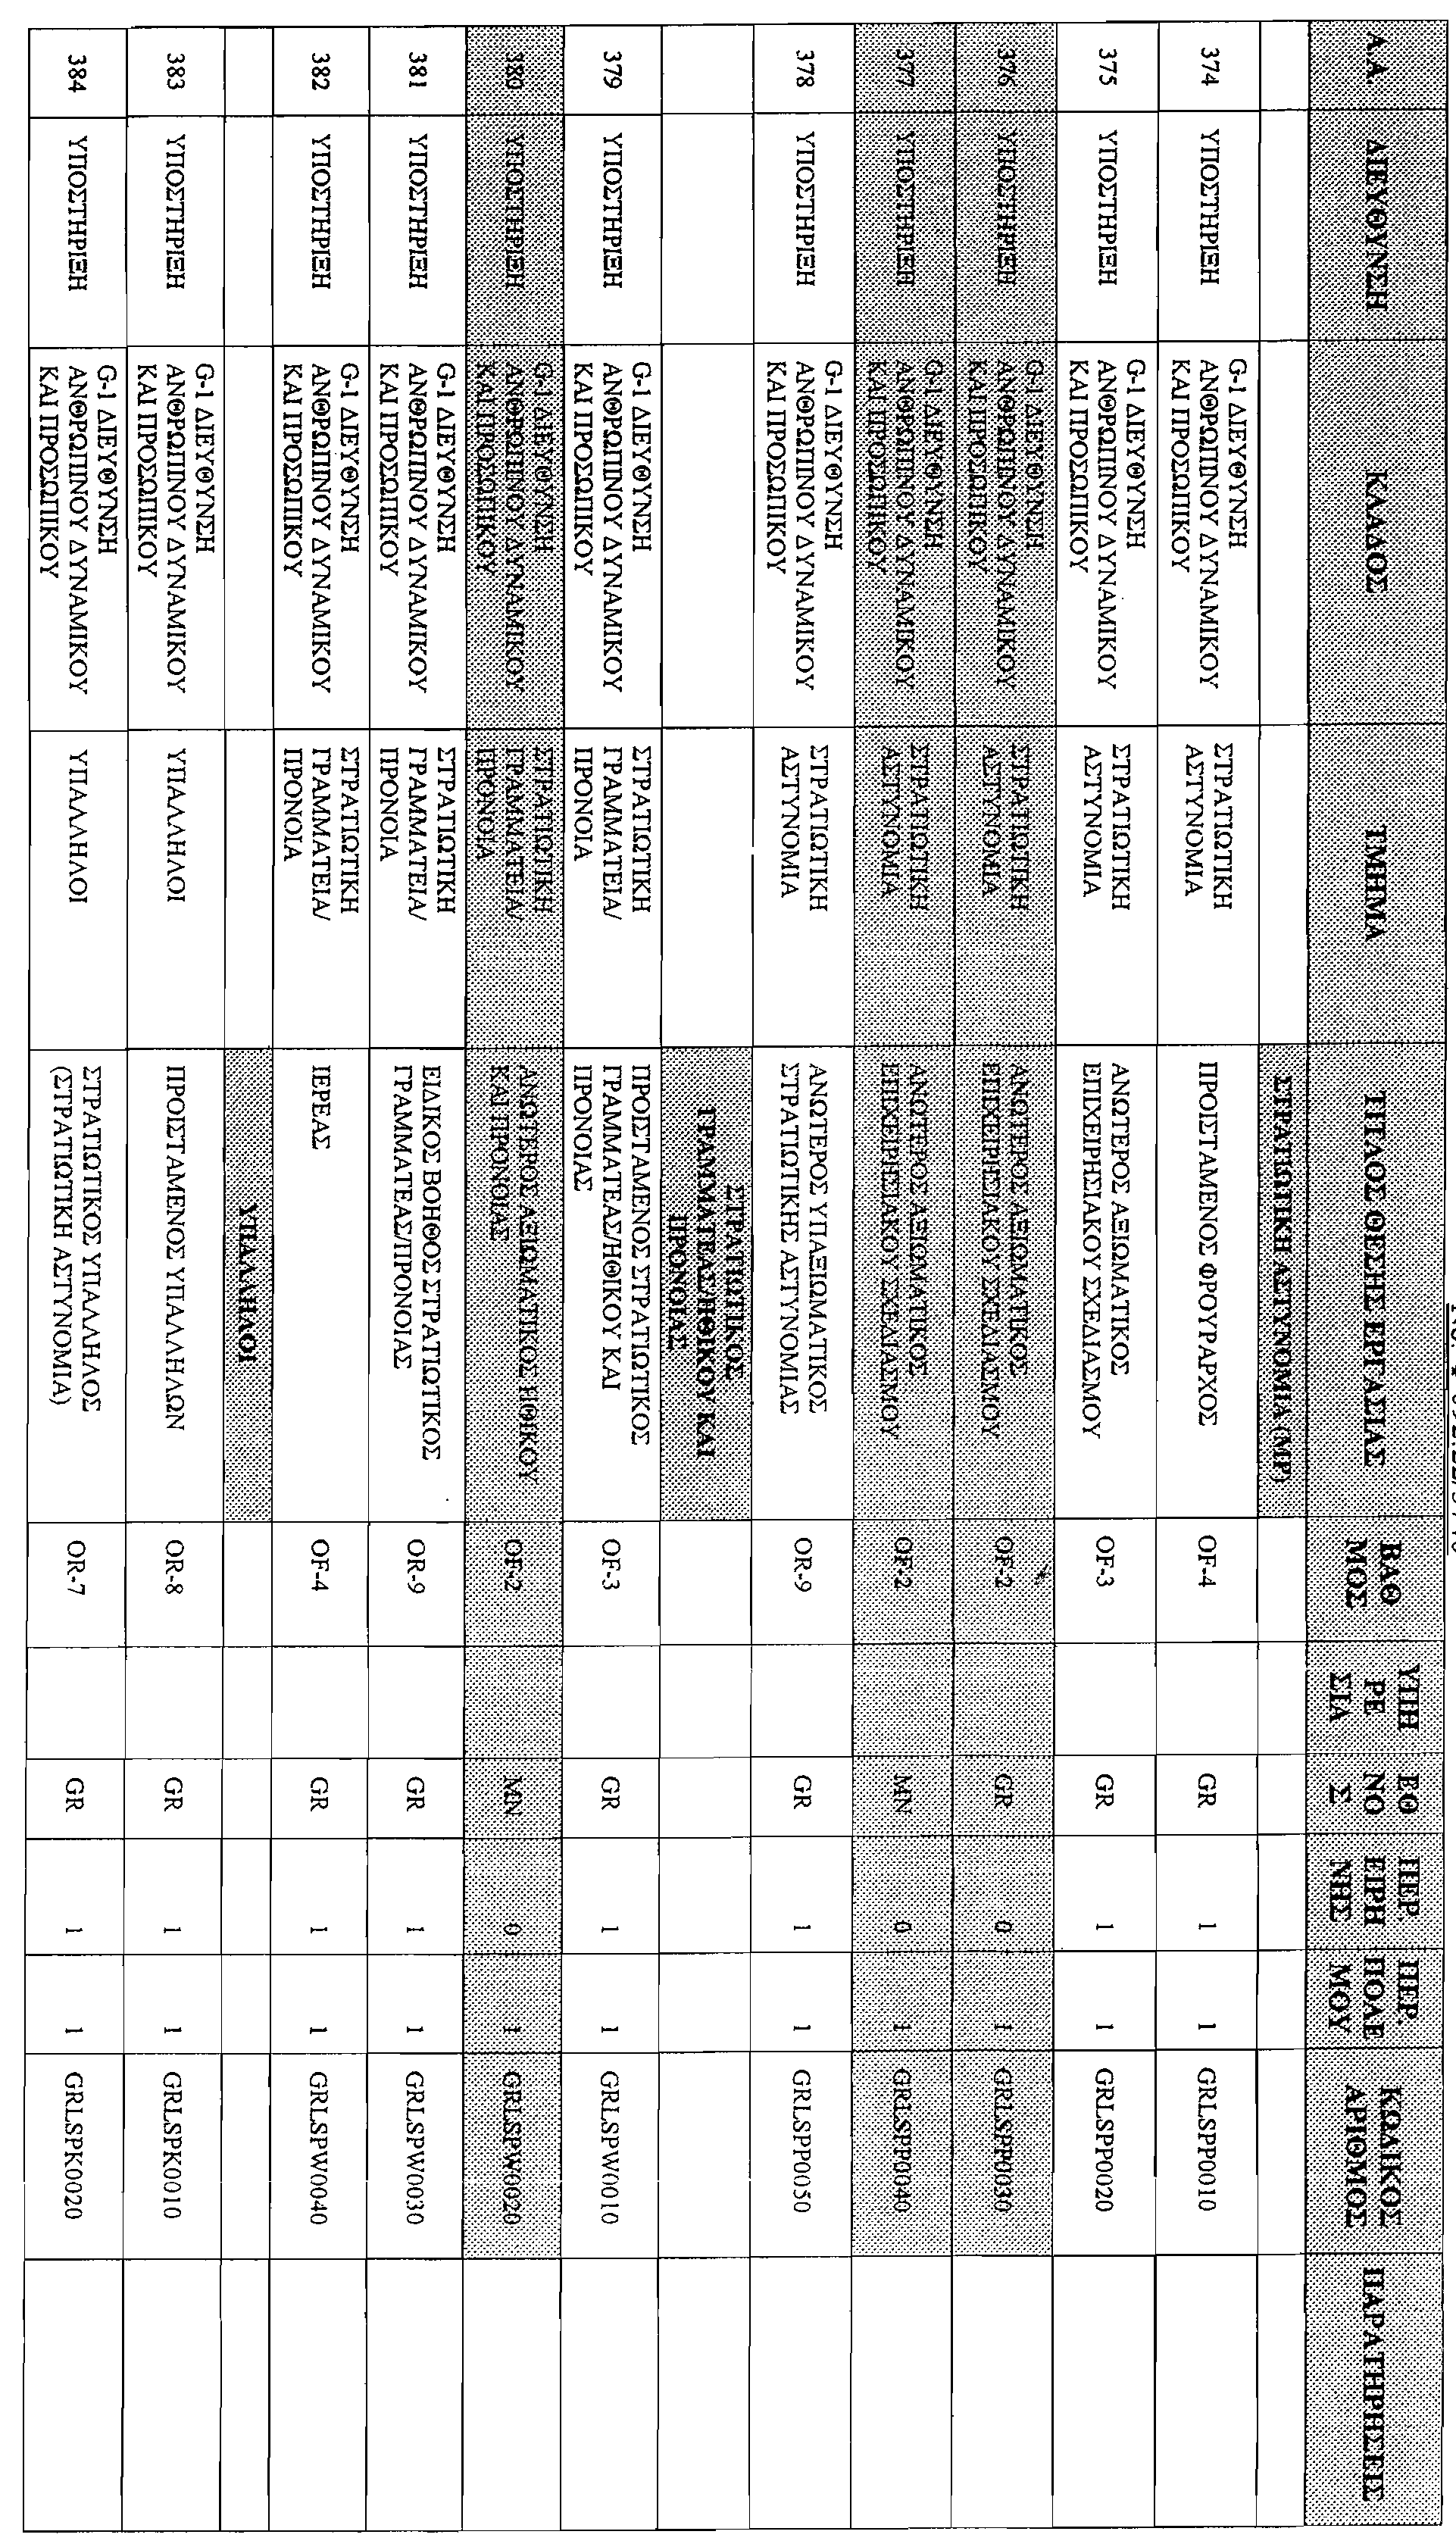 Α.Α. ΔΙΕΥΘΥΝΣΗ ΚΛΑΔΟΣ ΤΜΗΜΑ ΤΙΤΛΟΣ ΘΕΣΗΣ ΕΡΓΑΣΙΑΣ ΒΑΘ ΜΟΣ ΥΠΗ ΡΕ ΣΙΑ ΕΘ ΝΟ Σ ΠΕΡ. ΕΙΡΗ ΝΗΣ ΠΕΡ. ΠΟΛΕ ΜΟΥ ΚΩΔΙΚΟΣ ΑΡΙΘΜΟΣ ΠΑΡΑΤΗΡΗΣΕΙΣ
ΣΤΡΑΤΙΩΤΙΚΗ ΑΣΤΥΝΟΜΙΑ (MP)
374 ΥΠΟΣΤΗΡΙΞΗ G-1 ΔΙΕΥΘΥΝΣΗ ΑΝΘΡΩΠΙΝΟΥ ΔΥΝΑΜΙΚΟΥ ΚΑΙ ΠΡΟΣΩΠΙΚΟΥ ΣΤΡΑΤΙΩΤΙΚΗ ΑΣΤΥΝΟΜΙΑ ΠΡΟΙΣΤΑΜΕΝΟΣ ΦΡΟΥΡΑΡΧΟΣ OF-4 GR 1 1 GRLSPP0010
375 ΥΠΟΣΤΗΡΙΞΗ G-1 ΔΙΕΥΘΥΝΣΗ ΑΝΘΡΩΠΙΝΟΥ ΔΥΝΑΜΙΚΟΥ ΚΑΙ ΠΡΟΣΩΠΙΚΟΥ ΣΤΡΑΤΙΩΤΙΚΗ ΑΣΤΥΝΟΜΙΑ ΑΝΩΤΕΡΟΣ ΑΞΙΩΜΑΤΙΚΟΣ ΕΠΙΧΕΙΡΗΣΙΑΚΟΥ ΣΧΕΔΙΑΣΜΟΥ OF-3 GR 1 1 GRLSPP0020
376 ΥΠΟΣΤΗΡΙΞΗ G-1 ΔΙΕΥΘΥΝΣΗ ΑΝΘΡΩΠΙΝΟΥ ΔΥΝΑΜΙΚΟΥ ΚΑΙ ΠΡΟΣΩΠΙΚΟΥ ΣΤΡΑΤΙΩΤΙΚΗ ΑΣΤΥΝΟΜΙΑ ΑΝΩΤΕΡΟΣ ΑΞΙΩΜΑΤΙΚΟΣ ΕΠΙΧΕΙΡΗΣΙΑΚΟΥ ΣΧΕΔΙΑΣΜΟΥ OF-2 GR 0 1 GRLSPP0030
377 ΥΠΟΣΤΗΡΙΞΗ G-1 ΔΙΕΥΘΥΝΣΗ ΑΝΘΡΩΠΙΝΟΥ ΔΥΝΑΜΙΚΟΥ ΚΑΙ ΠΡΟΣΩΠΙΚΟΥ ΣΤΡΑΤΙΩΤΙΚΗ ΑΣΤΥΝΟΜΙΑ ΑΝΩΤΕΡΟΣ ΑΞΙΩΜΑΤΙΚΟΣ ΕΠΙΧΕΙΡΗΣΙΑΚΟΥ ΣΧΕΔΙΑΣΜΟΥ OF-2 MN 0 1 GRLSPP0040
378 ΥΠΟΣΤΗΡΙΞΗ G-1 ΔΙΕΥΘΥΝΣΗ ΑΝΘΡΩΠΙΝΟΥ ΔΥΝΑΜΙΚΟΥ ΚΑΙ ΠΡΟΣΩΠΙΚΟΥ ΣΤΡΑΤΙΩΤΙΚΗ ΑΣΤΥΝΟΜΙΑ ΑΝΩΤΕΡΟΣ ΥΠΑΞΙΩΜΑΤΙΚΟΣ ΣΤΡΑΤΙΩΤΙΚΗΣ ΑΣΤΥΝΟΜΙΑΣ OR-9 GR 1 1 GRLSPP0050
ΣΤΡΑΤΙΩΤΙΚΟΣ
ΓΡΑΜΜΑΤΕΑΣ/ΗΘΙΚΟΥ ΚΑΙ
ΠΡΟΝΟΙΑΣ
379 ΥΠΟΣΤΗΡΙΞΗ G-1 ΔΙΕΥΘΥΝΣΗ ΑΝΘΡΩΠΙΝΟΥ ΔΥΝΑΜΙΚΟΥ ΚΑΙ ΠΡΟΣΩΠΙΚΟΥ ΣΤΡΑΤΙΩΤΙΚΗ ΓΡΑΜΜΑΤΕΙΑ/ ΠΡΟΝΟΙΑ ΠΡΟΙΣΤΑΜΕΝΟΣ ΣΤΡΑΤΙΩΤΙΚΟΣ ΓΡΑΜΜΑΤΕΑΣ/ΗΘΙΚΟΥ ΚΑΙ ΠΡΟΝΟΙΑΣ OF-3 GR 1 1 GRLSPW0010
380 ΥΠΟΣΤΗΡΙΞΗ G-1 ΔΙΕΥΘΥΝΣΗ ΑΝΘΡΩΠΙΝΟΥ ΔΥΝΑΜΙΚΟΥ ΚΑΙ ΠΡΟΣΩΠΙΚΟΥ ΣΤΡΑΤΙΩΤΙΚΗ ΓΡΑΜΜΑΤΕΙΑ/ ΠΡΟΝΟΙΑ ΑΝΩΤΕΡΟΣ ΑΞΙΩΜΑΤΙΚΟΣ ΗΘΙΚΟΥ ΚΑΙ ΠΡΟΝΟΙΑΣ OF-2 MN 0 1 GRLSPW0020
381 ΥΠΟΣΤΗΡΙΞΗ G-1 ΔΙΕΥΘΥΝΣΗ ΑΝΘΡΩΠΙΝΟΥ ΔΥΝΑΜΙΚΟΥ ΚΑΙ ΠΡΟΣΩΠΙΚΟΥ ΣΤΡΑΤΙΩΤΙΚΗ ΓΡΑΜΜΑΤΕΙΑ/ ΠΡΟΝΟΙΑ ΕΙΔΙΚΟΣ ΒΟΗΘΟΣ ΣΤΡΑΤΙΩΤΙΚΟΣ ΓΡΑΜΜΑΤΕΑΣ/ΠΡΟΝΟΙΑΣ OR-9 GR 1 1 GRLSPW0030
382 ΥΠΟΣΤΗΡΙΞΗ G-1 ΔΙΕΥΘΥΝΣΗ ΑΝΘΡΩΠΙΝΟΥ ΔΥΝΑΜΙΚΟΥ ΚΑΙ ΠΡΟΣΩΠΙΚΟΥ ΣΤΡΑΤΙΩΤΙΚΗ ΓΡΑΜΜΑΤΕΙΑ/ ΠΡΟΝΟΙΑ ΙΕΡΕΑΣ OF-4 GR 1 1 GRLSPW0040
ΥΠΑΛΛΗΛΟΙ
383 ΥΠΟΣΤΗΡΙΞΗ G-1 ΔΙΕΥΘΥΝΣΗ ΑΝΘΡΩΠΙΝΟΥ ΔΥΝΑΜΙΚΟΥ ΚΑΙ ΠΡΟΣΩΠΙΚΟΥ ΥΠΑΛΛΗΛΟΙ ΠΡΟΙΣΤΑΜΕΝΟΣ ΥΠΑΛΛΗΛΩΝ OR-8 GR 1 1 GRLSPK0010
384 ΥΠΟΣΤΗΡΙΞΗ G-1 ΔΙΕΥΘΥΝΣΗ ΑΝΘΡΩΠΙΝΟΥ ΔΥΝΑΜΙΚΟΥ ΚΑΙ ΠΡΟΣΩΠΙΚΟΥ ΥΠΑΛΛΗΛΟΙ ΣΤΡΑΤΙΩΤΙΚΟΣ ΥΠΑΛΛΗΛΟΣ (ΣΤΡΑΤΙΩΤΙΚΗ ΑΣΤΥΝΟΜΙΑ) OR-7 GR 1 1 GRLSPK0020